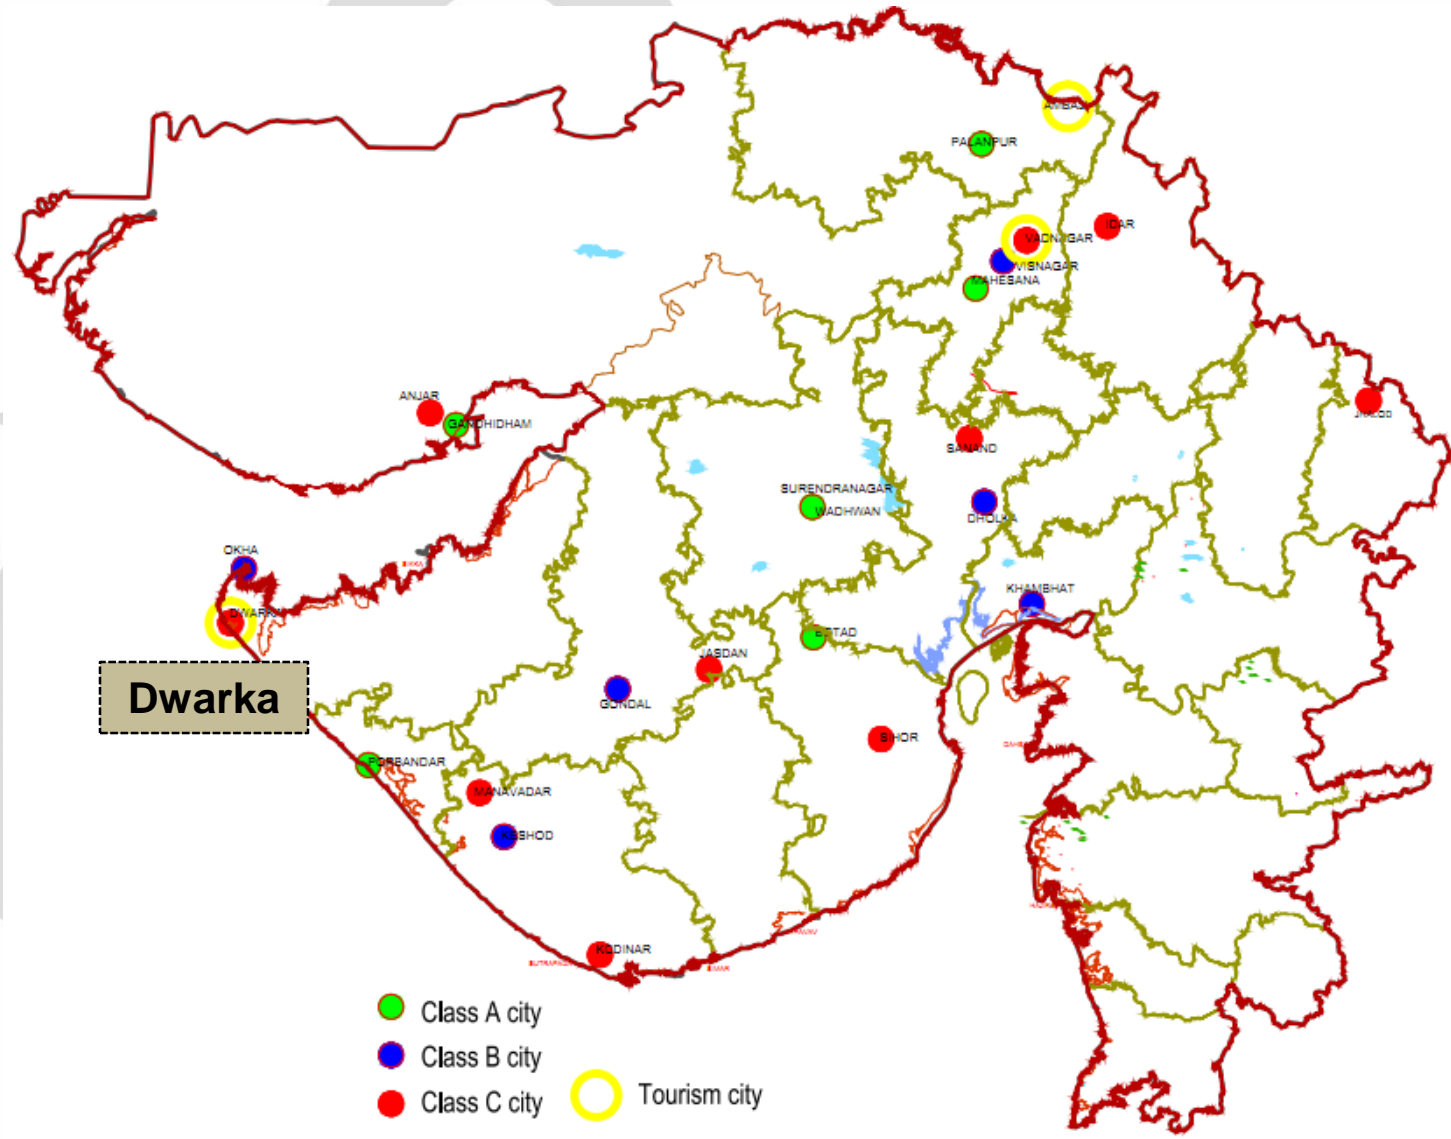 AMBAJI
PALANPUR
IDAR
VADNAGAR
VISNAGAR
MAHESANA
ANJAR
GANDHIDHAM
JHALOD
SANAND
SURENDRANAGAR
WADHWAN
DHOLKA
OKHA
SIKKA
KHAMBHAT
DWARKA
BOTAD
JASDAN
Dwarka
GONDAL
SIHOR
PORBANDAR
MANAVADAR
KESHOD
KODINAR
Class A city
Class B city
Class C city
Tourism city